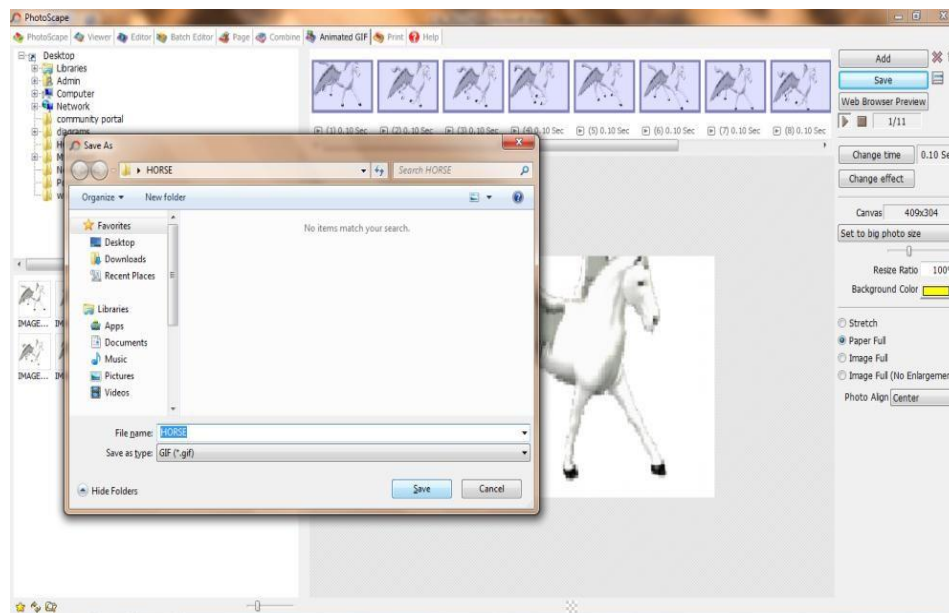 PhotoScape
PhotoScape Viewer Editor Batch Editor Page Combine Animated GIF Print Help
Desktop
Libraries
Admin
Computer
Network
community portal
diagrams
(1) 0.10 Sec (2) 0.10 Sec (3) 0.10 Sec (4) 0.10 Sec (5) 0.10 Sec (6) 0.10 Sec (7) 0.10 Sec (8) 0.10 Sec
Add
Save
Web Browser Preview
1/11
Change time 0.10 Se
Change effect
Canvas 409x304
Set to big photo size
Resize Ratio 100%
Background Color
Stretch
Paper Full
Image Full
Image Full (No Enlargemen
Photo Align Center
Save As
HORSE
Search HORSE
Organize New folder
Favorites
Desktop
Downloads
Recent Places
Libraries
Apps
Documents
Music
Pictures
Videos
No items match your search.
File name: HORSE
Save as type: GIF (*.gif)
Hide Folders
Save Cancel
IMAGE...
IMAGE...